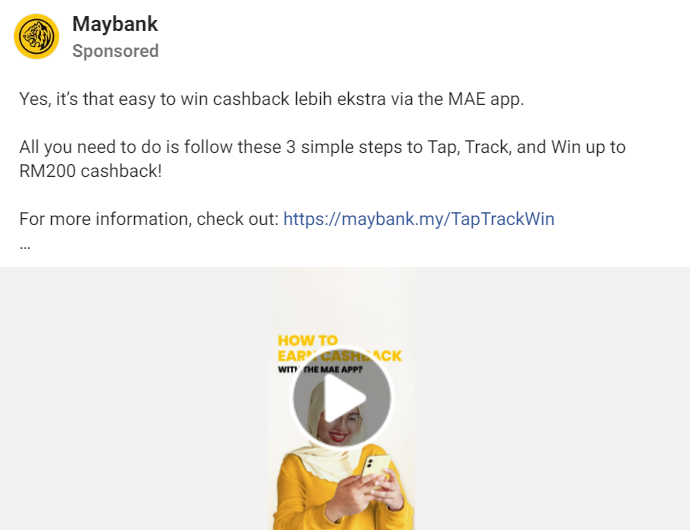 Maybank
Sponsored
Yes, it's that easy to win cashback lebih ekstra via the MAE app.
All you need to do is follow these 3 simple steps to Tap, Track, and Win up to
RM200 cashback!
For more information, check out: https://maybank.my/TapTrackWin
...
HOW TO
EARN CASHBACK
WITH THE MAE APP?